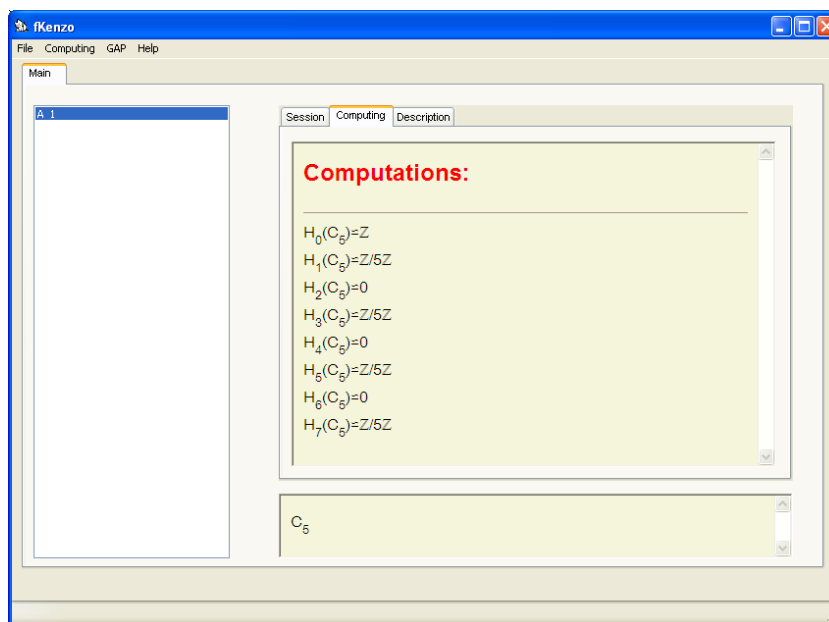 fKenzo
File Computing GAP Help
Main
A 1
Session Computing Description
Computations:
H₀(C₅)=Z
H₁(C₅)=Z/5Z
H₂(C₅)=0
H₃(C₅)=Z/5Z
H₄(C₅)=0
H₅(C₅)=Z/5Z
H₆(C₅)=0
H₇(C₅)=Z/5Z
C₅